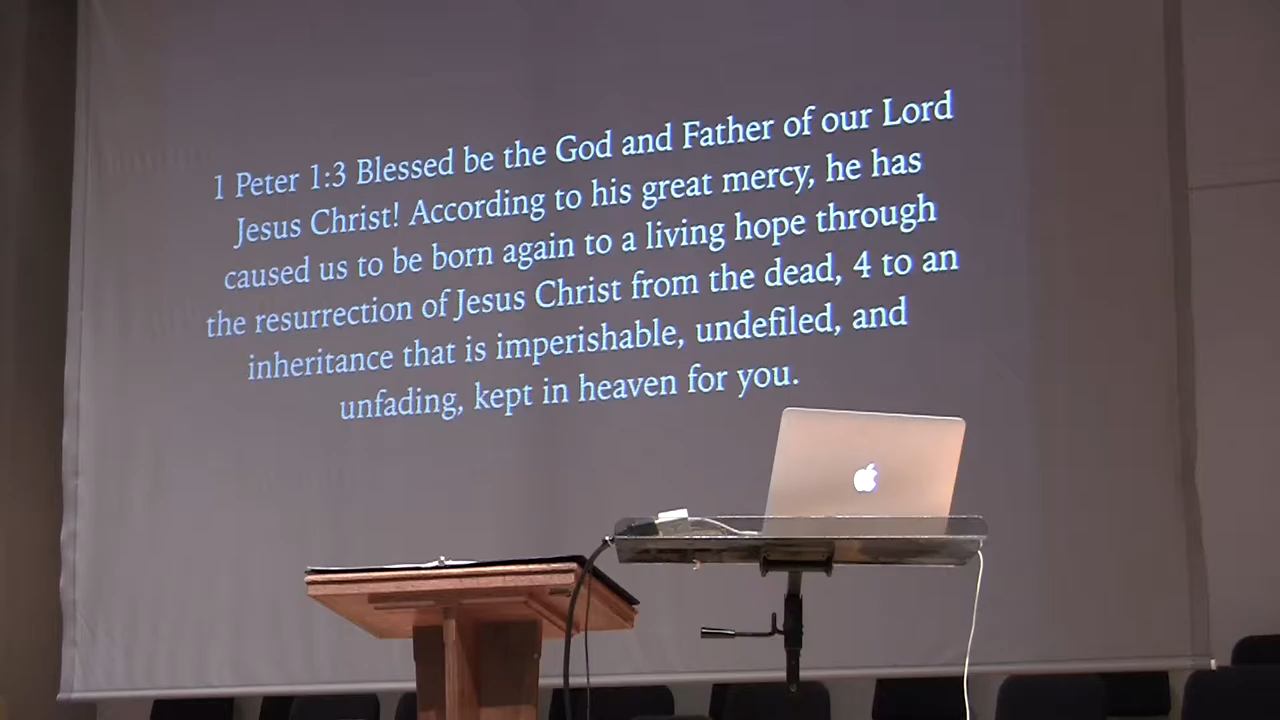 1 Peter 1:3 Blessed be the God and Father of our Lord
Jesus Christ! According to his great mercy, he has
caused us to be born again to a living hope through
the resurrection of Jesus Christ from the dead, 4 to an
inheritance that is imperishable, undefiled, and
unfading, kept in heaven for you.